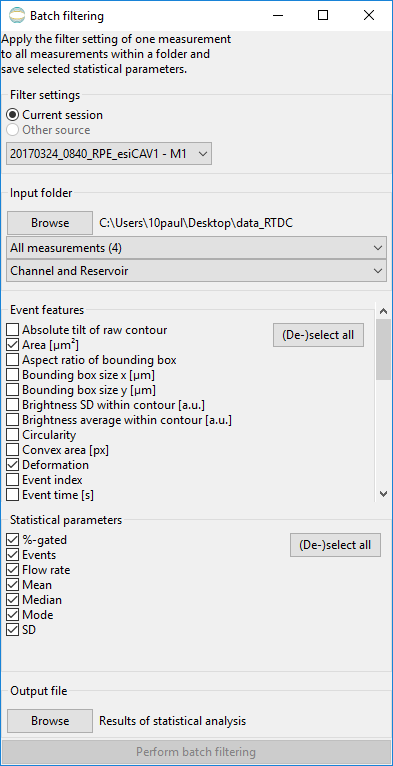 Batch filtering
Apply the filter setting of one measurement
to all measurements within a folder and
save selected statistical parameters.
Filter settings
Current session
Other source
20170324_0840_RPE_esiCAV1 - M1
Input folder
Browse C:\Users\10paul\Desktop\data_RTDC
All measurements (4)
Channel and Reservoir
Event features
Absolute tilt of raw contour
(De-)select all
Area [µm²]
Aspect ratio of bounding box
Bounding box size x [µm]
Bounding box size y [µm]
Brightness SD within contour [a.u.]
Brightness average within contour [a.u.]
Circularity
Convex area [px]
Deformation
Event index
Event time [s]
Statistical parameters
%-gated
(De-)select all
Events
Flow rate
Mean
Median
Mode
SD
Output file
Browse Results of statistical analysis
Perform batch filtering